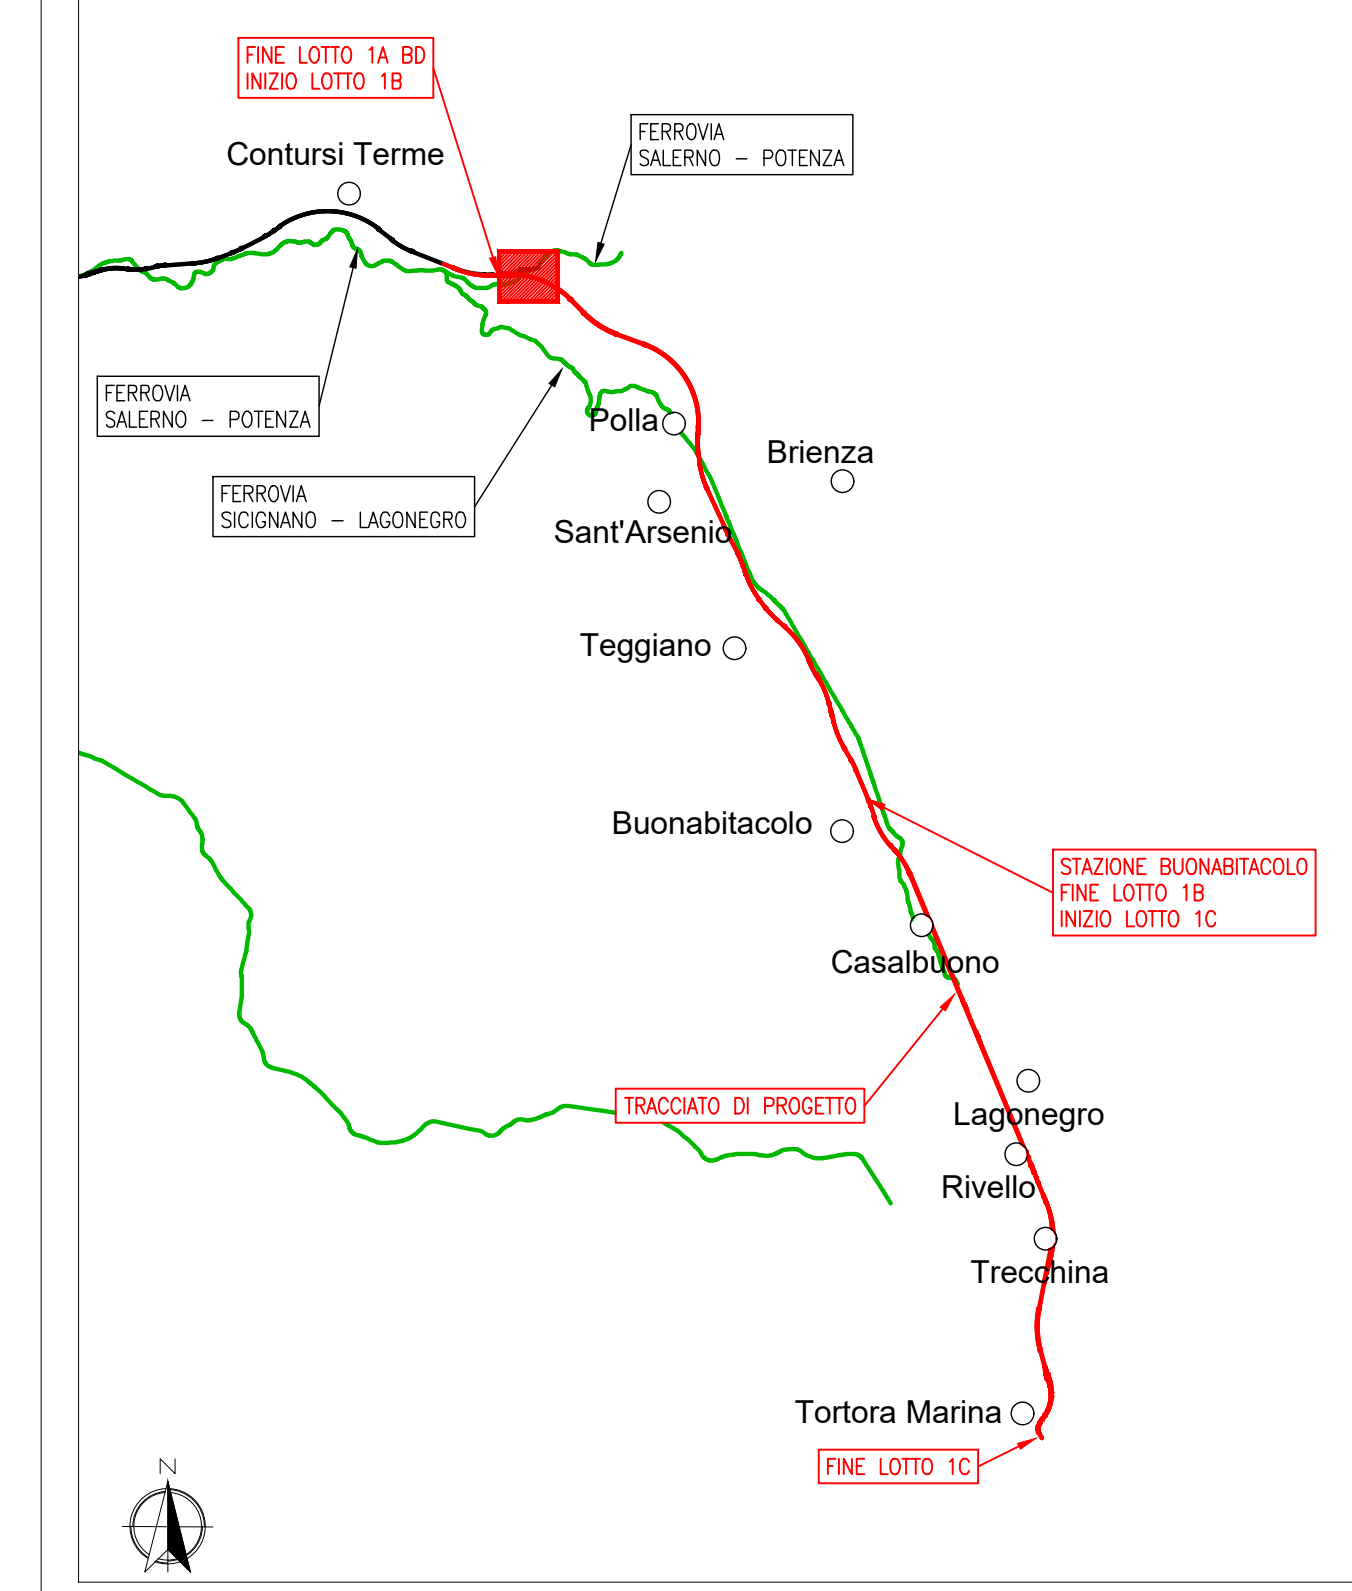 FINE LOTTO 1A BD
INIZIO LOTTO 1B
FERROVIA
SALERNO – POTENZA
Contursi Terme
FERROVIA
SALERNO – POTENZA
Polla
Brienza
FERROVIA
SICIGNANO – LAGONEGRO
Sant'Arsenio
Teggiano
Buonabitacolo
STAZIONE BUONABITACOLO
FINE LOTTO 1B
INIZIO LOTTO 1C
Casalbuono
TRACCIATO DI PROGETTO
Lagonegro
Rivello
Trecchina
Tortora Marina
FINE LOTTO 1C
N